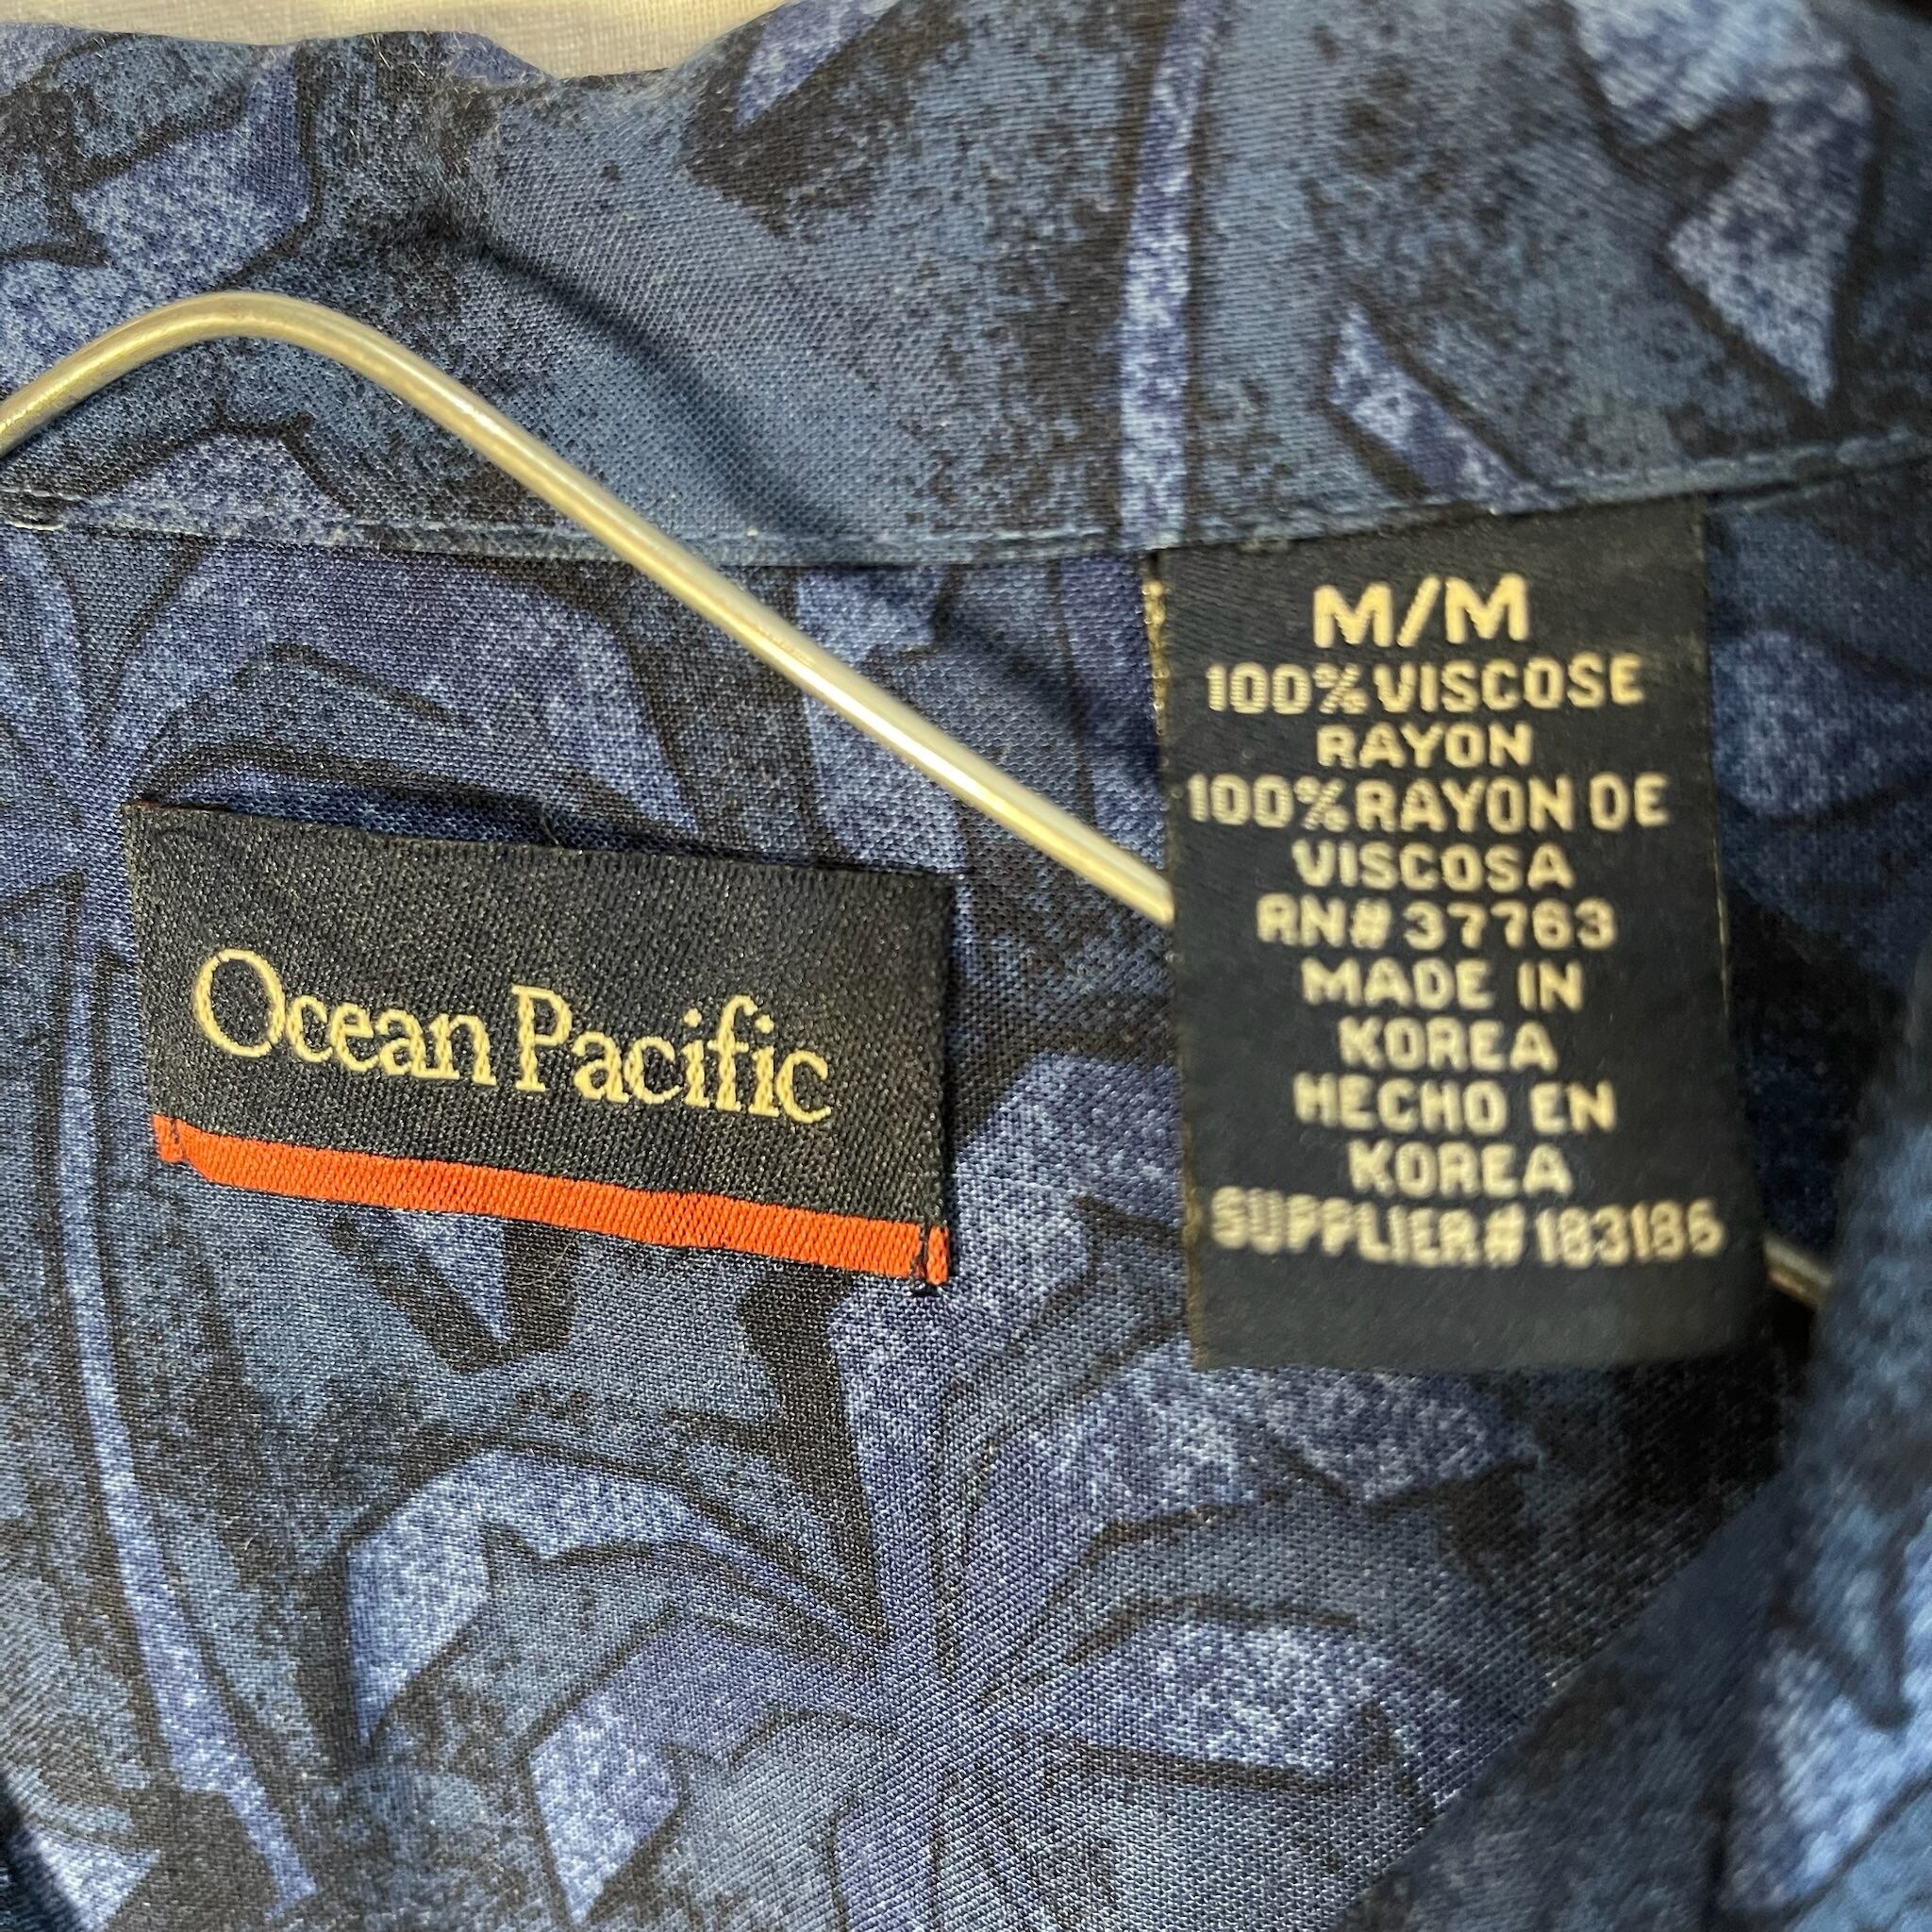 Ocean Pacific
M/M
100% VISCOSE
RAYON
100% RAYON DE
VISCOSA
RN# 37763
MADE IN
KOREA
HECHO EN
KOREA
SUPPLIER# 183186